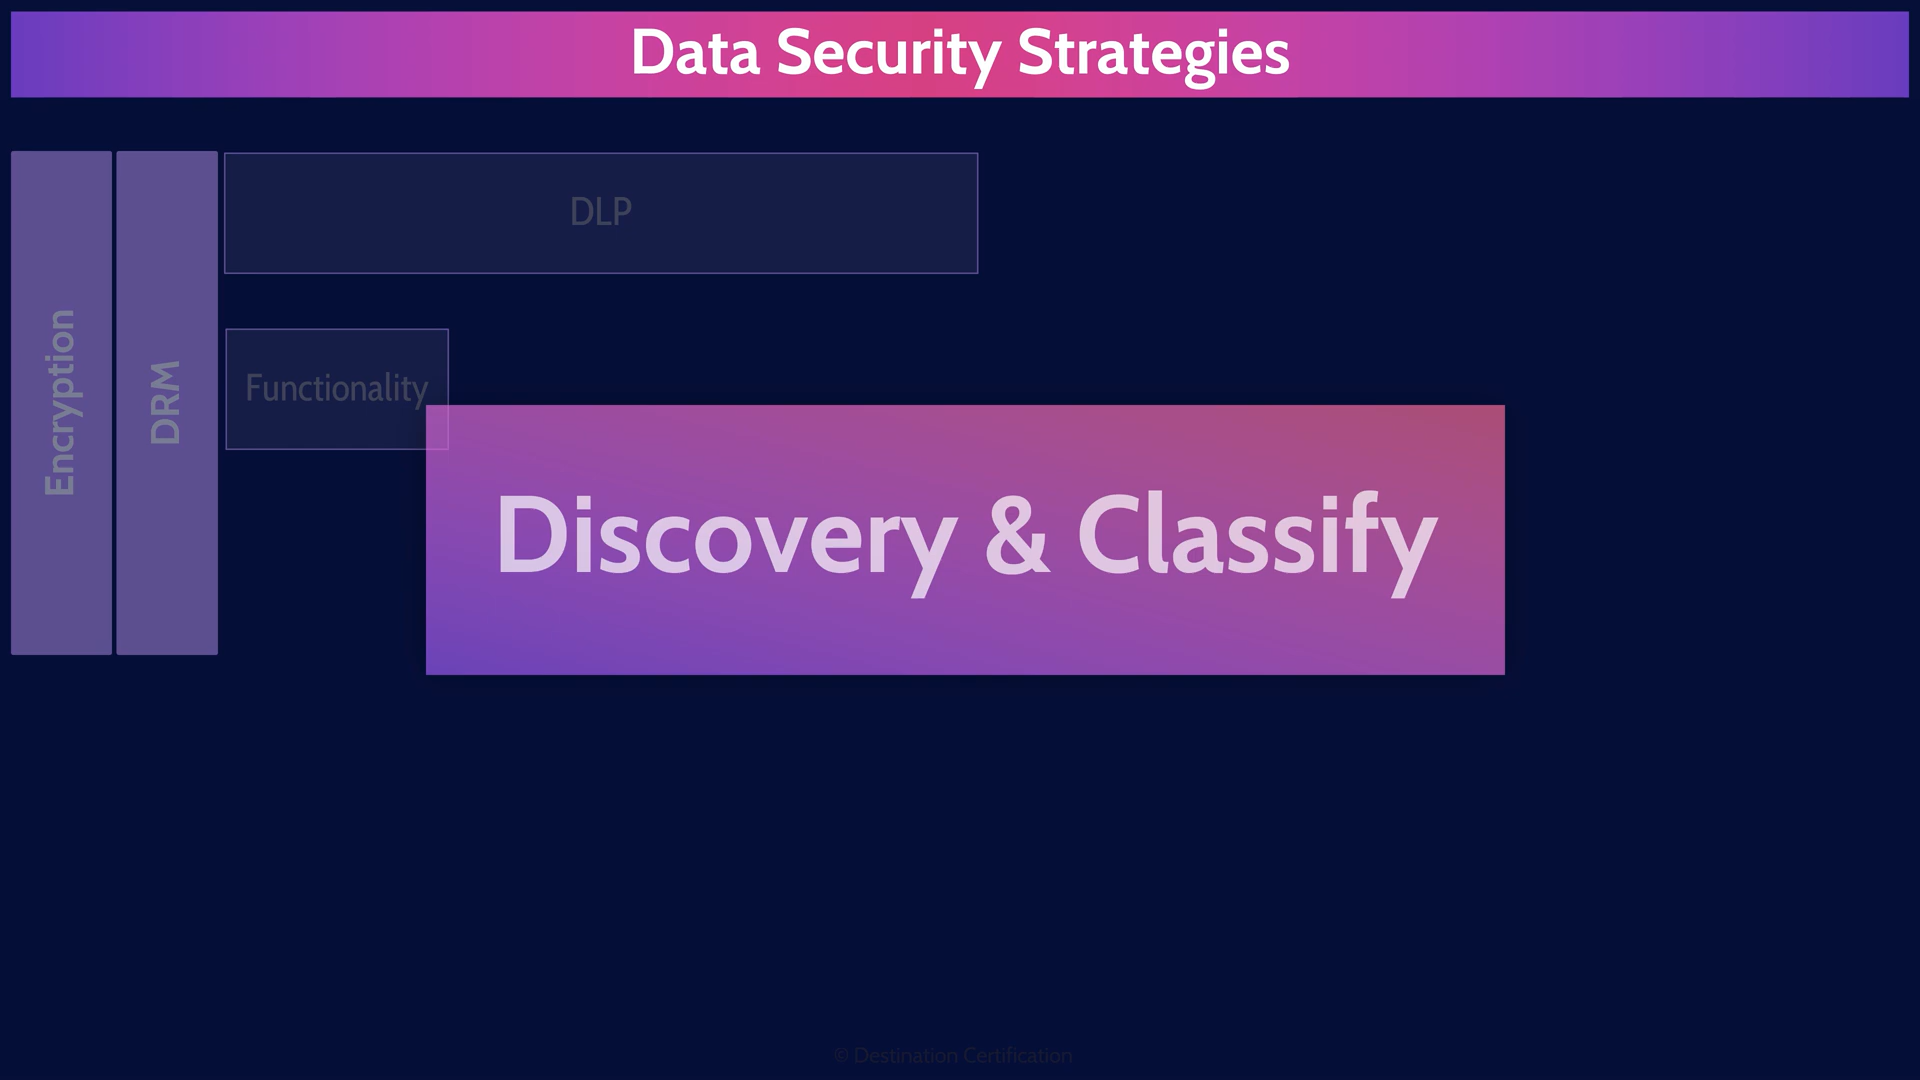 Data Security Strategies
Encryption
DRM
DLP
Functionality
Discovery & Classify
© Destination Certification